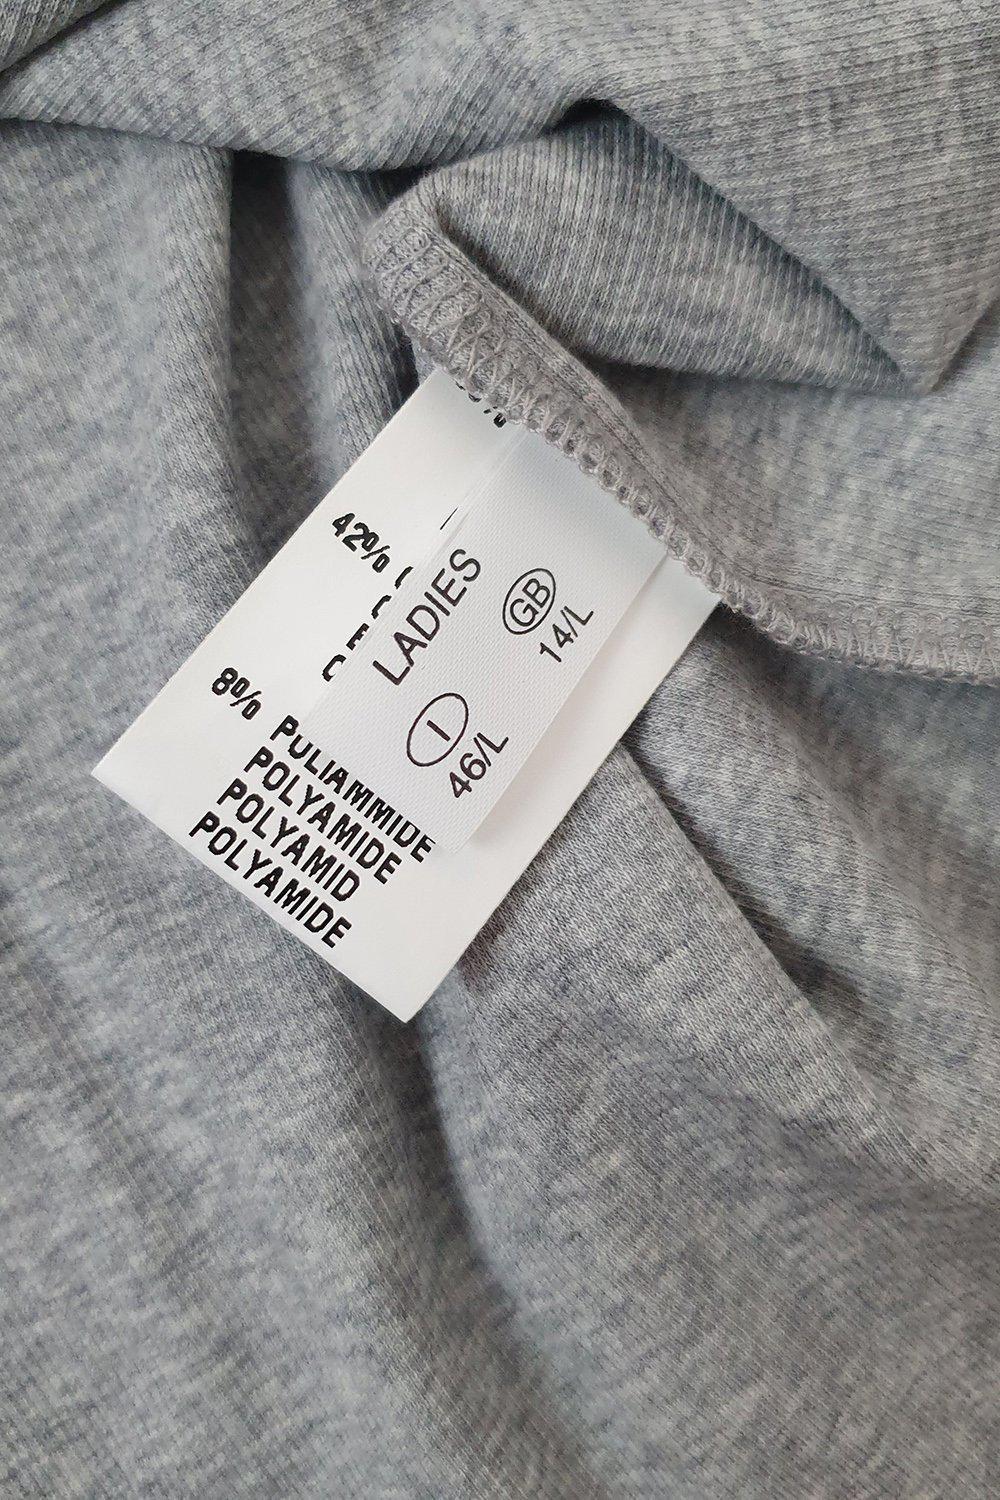 42%
8% POLIAMMIDE
POLYAMIDE
POLYAMID
POLYAMIDE
LADIES
GB
14/L
I
46/L